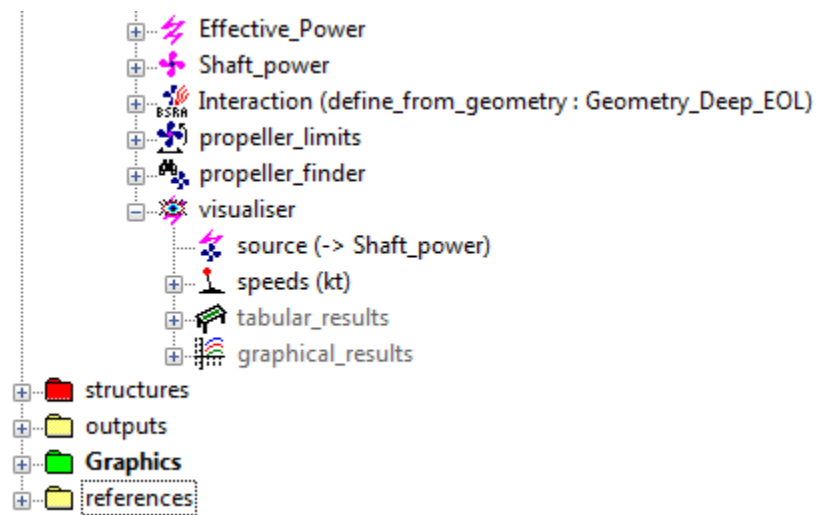 Effective_Power
Shaft_power
BSRA Interaction (define_from_geometry : Geometry_Deep_EOL)
propeller_limits
propeller_finder
visualiser
source (-> Shaft_power)
speeds (kt)
tabular_results
graphical_results
structures
outputs
Graphics
references